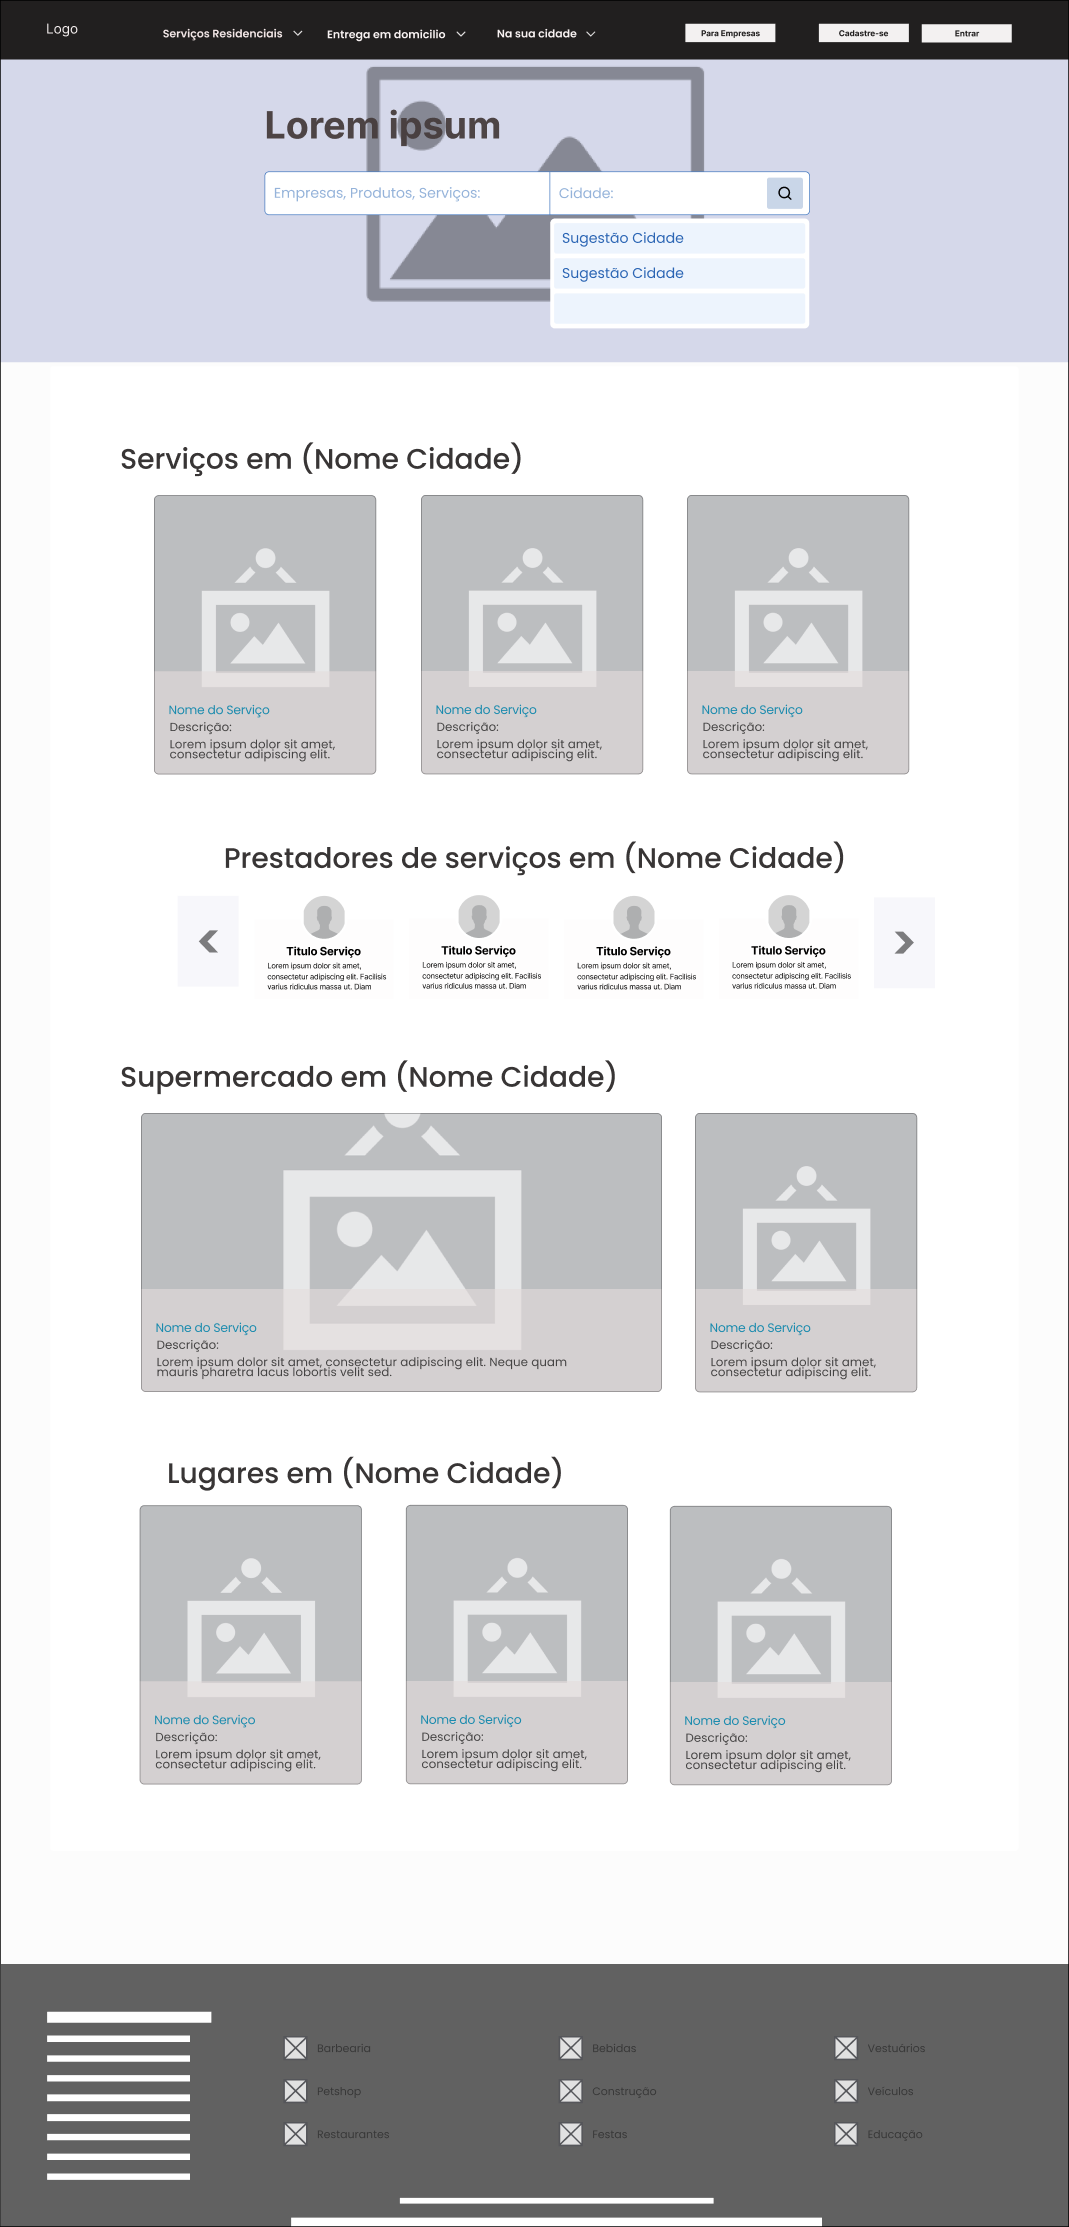 Logo
Serviços Residenciais
Entrega em domicílio
Na sua cidade
Para Empresas
Cadastre-se
Entrar
Lorem ipsum
Empresas, Produtos, Serviços:
Cidade:
Sugestão Cidade
Sugestão Cidade
Serviços em (Nome Cidade)
Nome do Serviço
Descrição:
Lorem ipsum dolor sit amet,
consectetur adipiscing elit.
Nome do Serviço
Descrição:
Lorem ipsum dolor sit amet,
consectetur adipiscing elit.
Nome do Serviço
Descrição:
Lorem ipsum dolor sit amet,
consectetur adipiscing elit.
Prestadores de serviços em (Nome Cidade)
Titulo Serviço
Lorem ipsum dolor sit amet,
consectetur adipiscing elit. Facilisis
varius ridiculus massa ut. Diam
Titulo Serviço
Lorem ipsum dolor sit amet,
consectetur adipiscing elit. Facilisis
varius ridiculus massa ut. Diam
Titulo Serviço
Lorem ipsum dolor sit amet,
consectetur adipiscing elit. Facilisis
varius ridiculus massa ut. Diam
Titulo Serviço
Lorem ipsum dolor sit amet,
consectetur adipiscing elit. Facilisis
varius ridiculus massa ut. Diam
Supermercado em (Nome Cidade)
Nome do Serviço
Descrição:
Lorem ipsum dolor sit amet, consectetur adipiscing elit. Neque quam
mauris pharetra lacus lobortis velit sed.
Nome do Serviço
Descrição:
Lorem ipsum dolor sit amet,
consectetur adipiscing elit.
Lugares em (Nome Cidade)
Nome do Serviço
Descrição:
Lorem ipsum dolor sit amet,
consectetur adipiscing elit.
Nome do Serviço
Descrição:
Lorem ipsum dolor sit amet,
consectetur adipiscing elit.
Nome do Serviço
Descrição:
Lorem ipsum dolor sit amet,
consectetur adipiscing elit.
Barbearia
Petshop
Restaurantes
Bebidas
Construção
Festas
Vestuários
Veículos
Educação